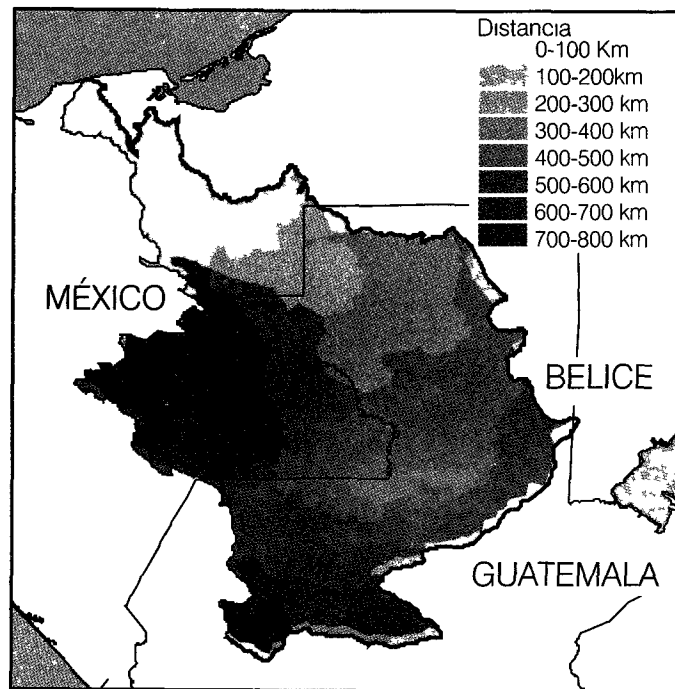 Distancia
0-100 Km
100-200km
200-300 km
300-400 km
400-500 km
500-600 km
600-700 km
700-800 km
MÉXICO
BELICE
GUATEMALA